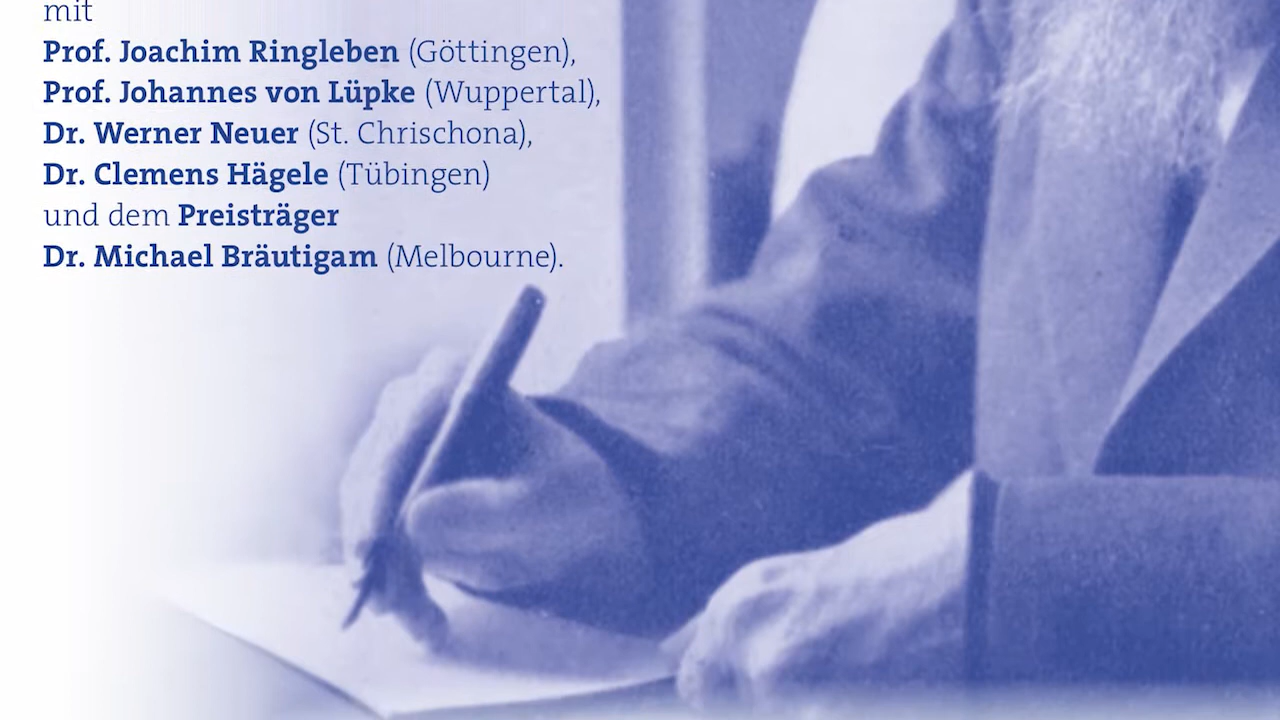 mit
Prof. Joachim Ringleben (Göttingen),
Prof. Johannes von Lüpke (Wuppertal),
Dr. Werner Neuer (St. Chrischona),
Dr. Clemens Hägele (Tübingen)
und dem Preisträger
Dr. Michael Bräutigam (Melbourne).